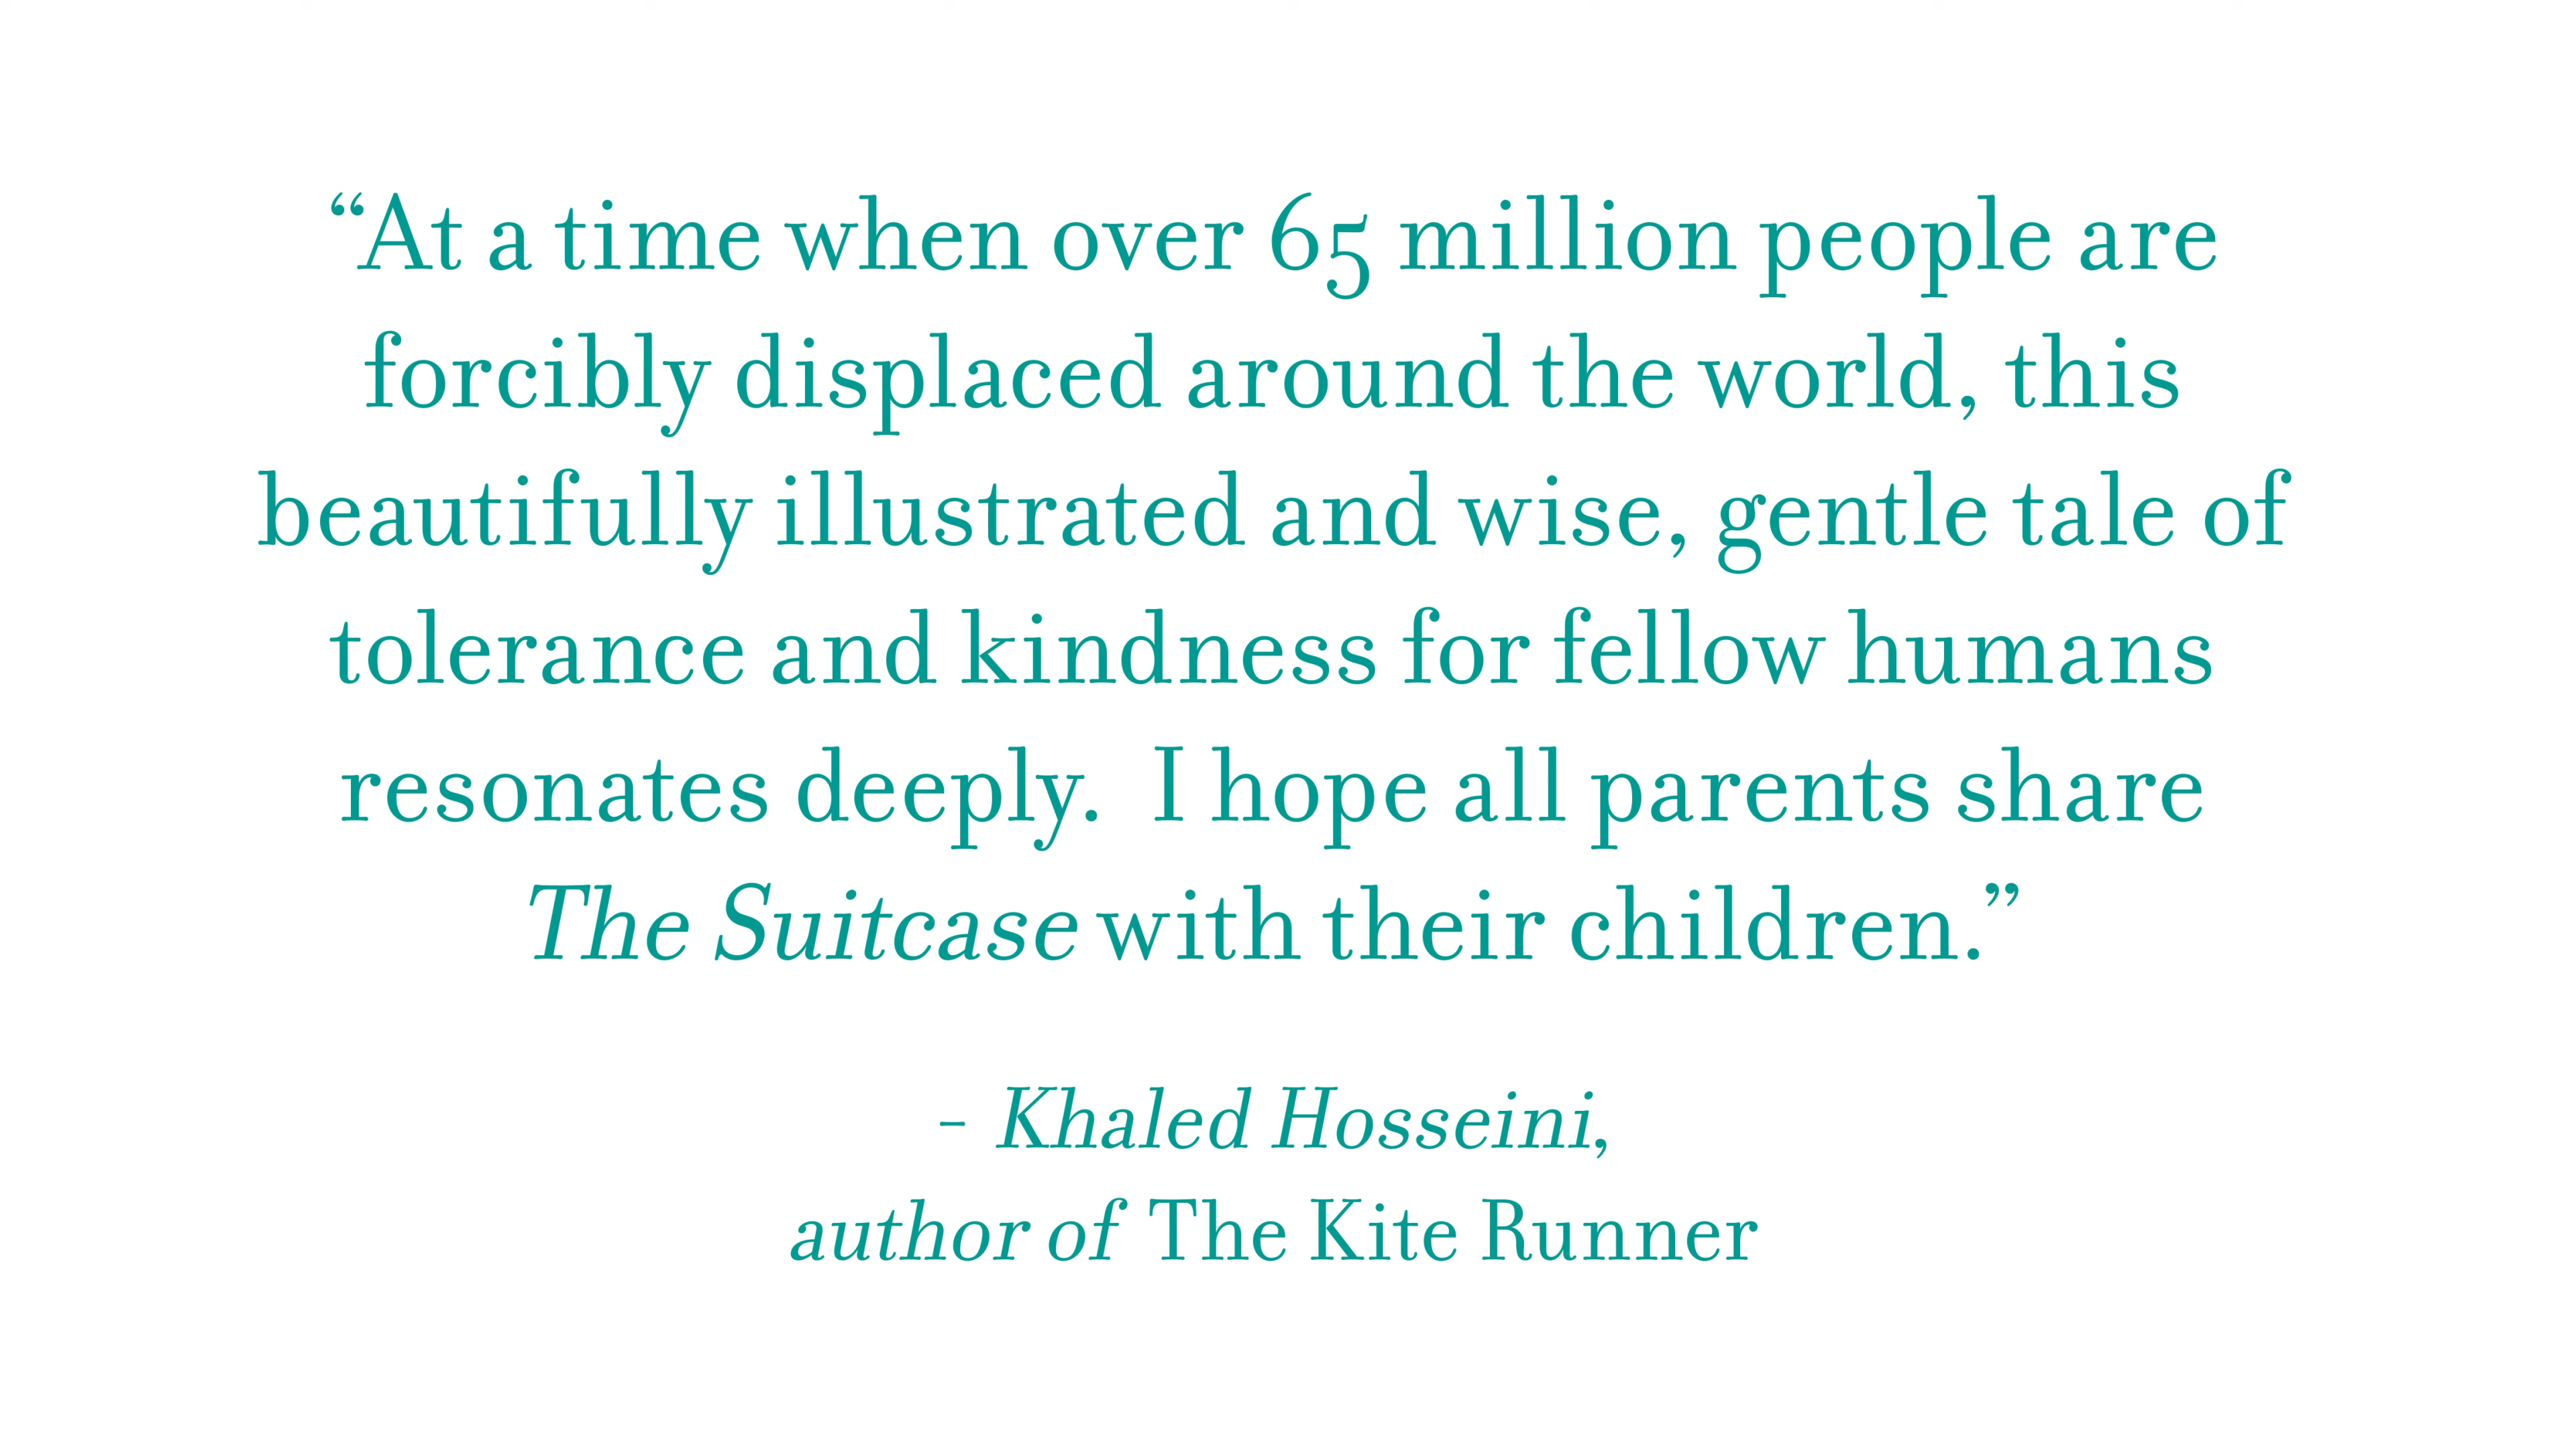 “At a time when over 65 million people are
forcibly displaced around the world, this
beautifully illustrated and wise, gentle tale of
tolerance and kindness for fellow humans
resonates deeply.  I hope all parents share
The Suitcase with their children.”
- Khaled Hosseini,
author of The Kite Runner